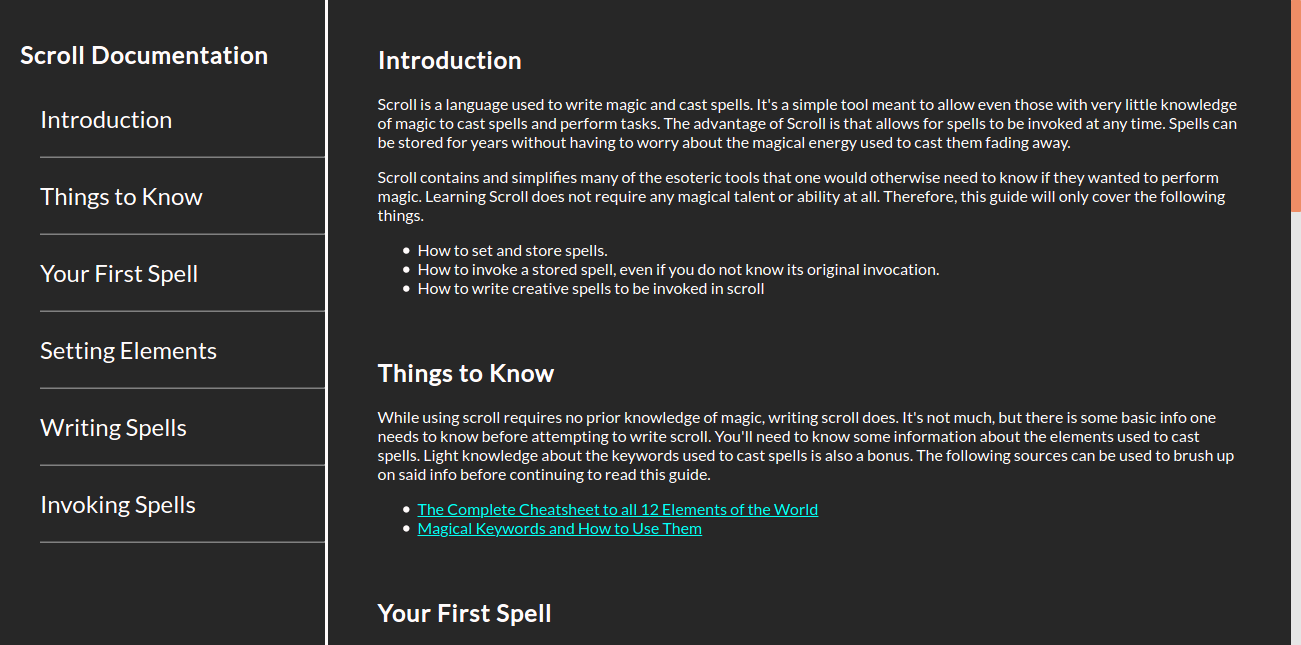 Scroll Documentation
Introduction
Things to Know
Your First Spell
Setting Elements
Writing Spells
Invoking Spells
Introduction
Scroll is a language used to write magic and cast spells. It's a simple tool meant to allow even those with very little knowledge
of magic to cast spells and perform tasks. The advantage of Scroll is that allows for spells to be invoked at any time. Spells can
be stored for years without having to worry about the magical energy used to cast them fading away.
Scroll contains and simplifies many of the esoteric tools that one would otherwise need to know if they wanted to perform
magic. Learning Scroll does not require any magical talent or ability at all. Therefore, this guide will only cover the following
things.
• How to set and store spells.
• How to invoke a stored spell, even if you do not know its original invocation.
• How to write creative spells to be invoked in scroll
Things to Know
While using scroll requires no prior knowledge of magic, writing scroll does. It's not much, but there is some basic info one
needs to know before attempting to write scroll. You'll need to know some information about the elements used to cast
spells. Light knowledge about the keywords used to cast spells is also a bonus. The following sources can be used to brush up
on said info before continuing to read this guide.
• The Complete Cheatsheet to all 12 Elements of the World
• Magical Keywords and How to Use Them
Your First Spell